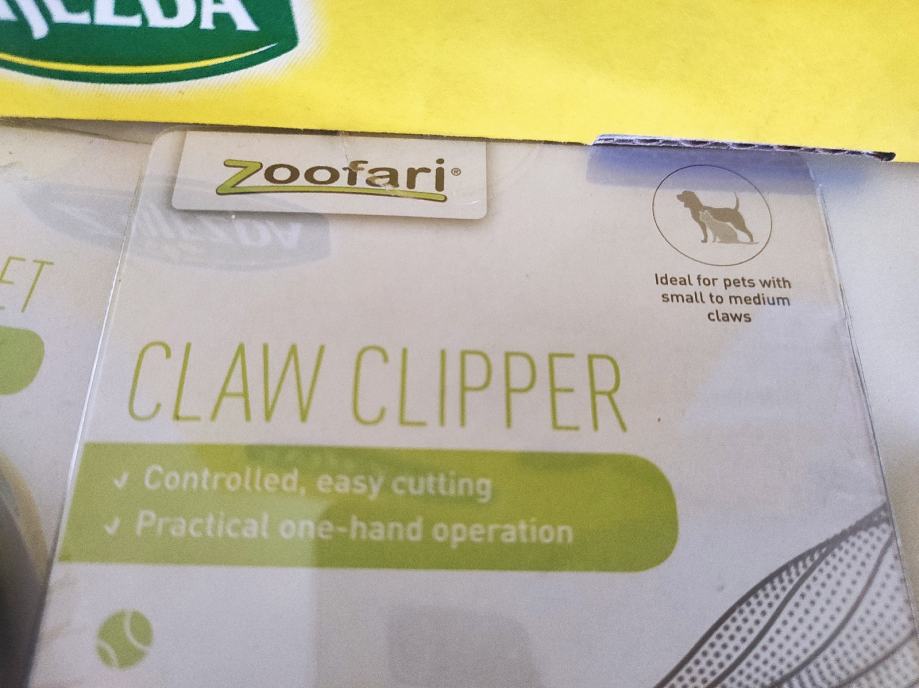 zoofari®
Ideal for pets with
small to medium
claws
CLAW CLIPPER
✓ Controlled, easy cutting
✓ Practical one-hand operation